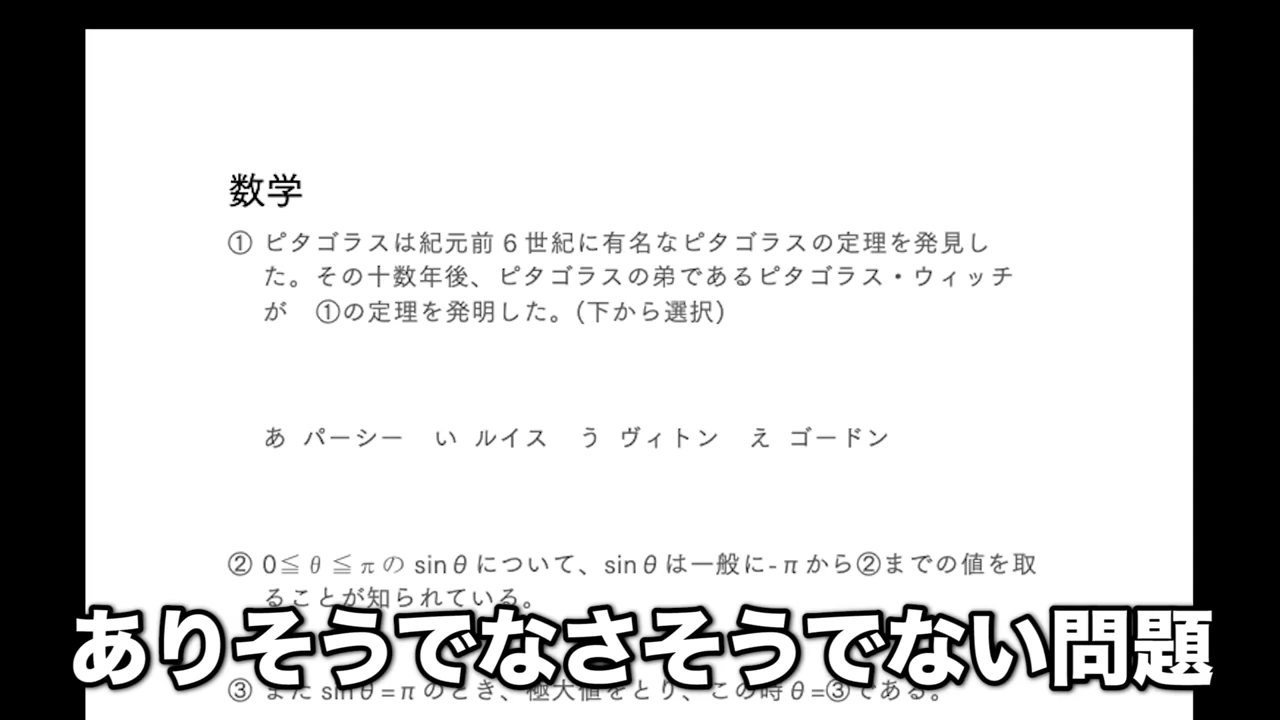 数学
① ピタゴラスは紀元前6世紀に有名なピタゴラスの定理を発見し
た。その十数年後、ピタゴラスの弟であるピタゴラス・ウィッチ
が ①の定理を発明した。(下から選択)
あ パーシー い ルイス う ヴィトン え ゴードン
② 0≦θ≦πの sinθについて、sinθは一般に-πから②までの値を取
ることが知られている。
ありそうでなさそうでない問題
③ また sinθ=πのとき、極大値をとり、この時θ=③である。